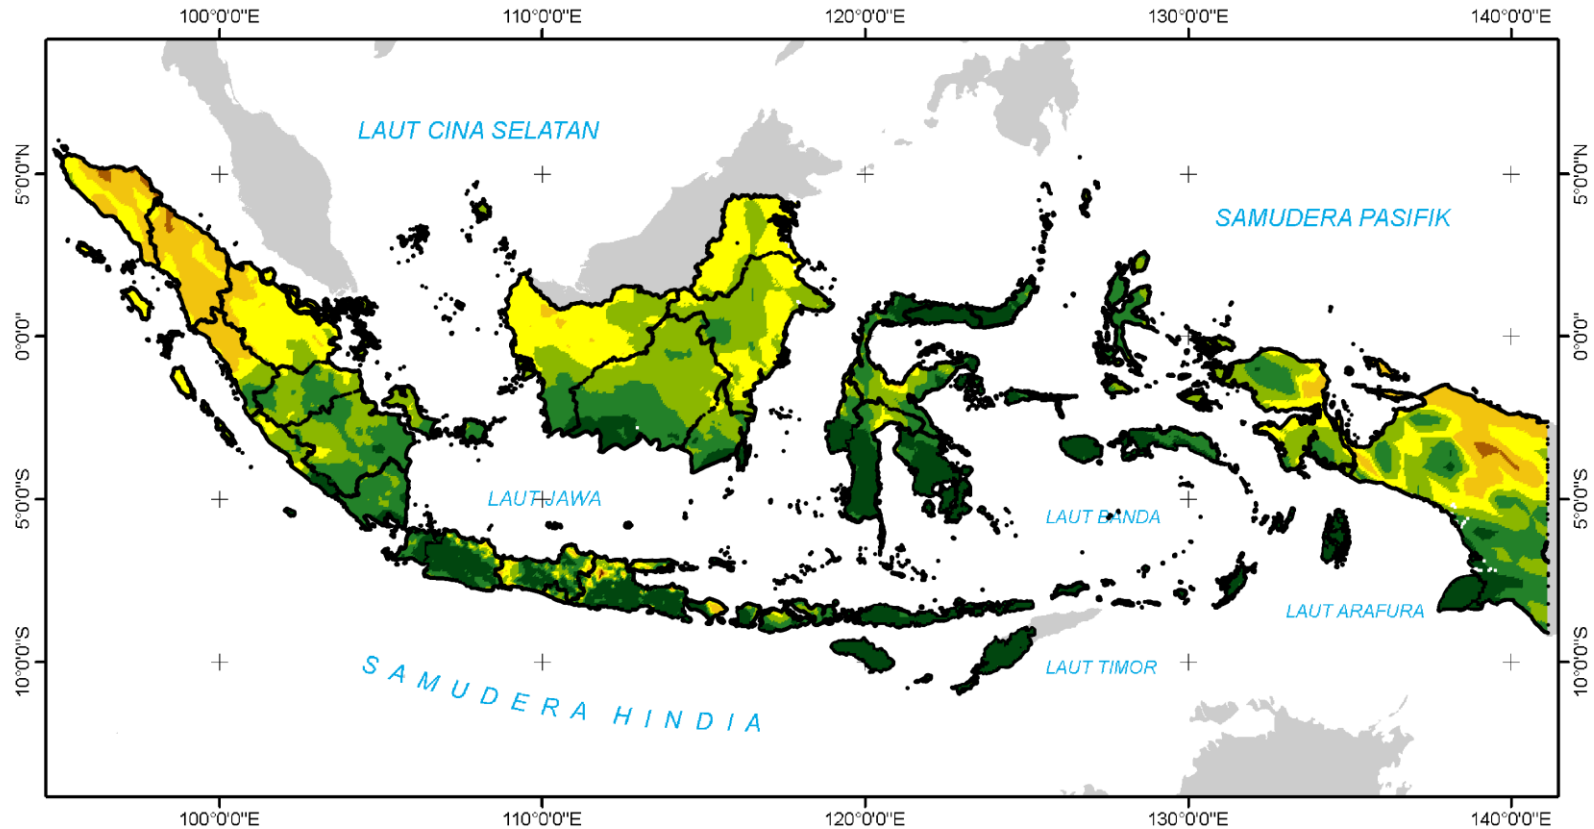 100°0'0"E 110°0'0"E 120°0'0"E 130°0'0"E 140°0'0"E
LAUT CINA SELATAN
5°0'0"N 5°0'0"N
SAMUDERA PASIFIK
0°0'0" 0°0'0"
LAUT JAWA
5°0'0"S 5°0'0"S
LAUT BANDA
LAUT ARAFURA
10°0'0"S 10°0'0"S
LAUT TIMOR
SAMUDERA HINDIA
100°0'0"E 110°0'0"E 120°0'0"E 130°0'0"E 140°0'0"E